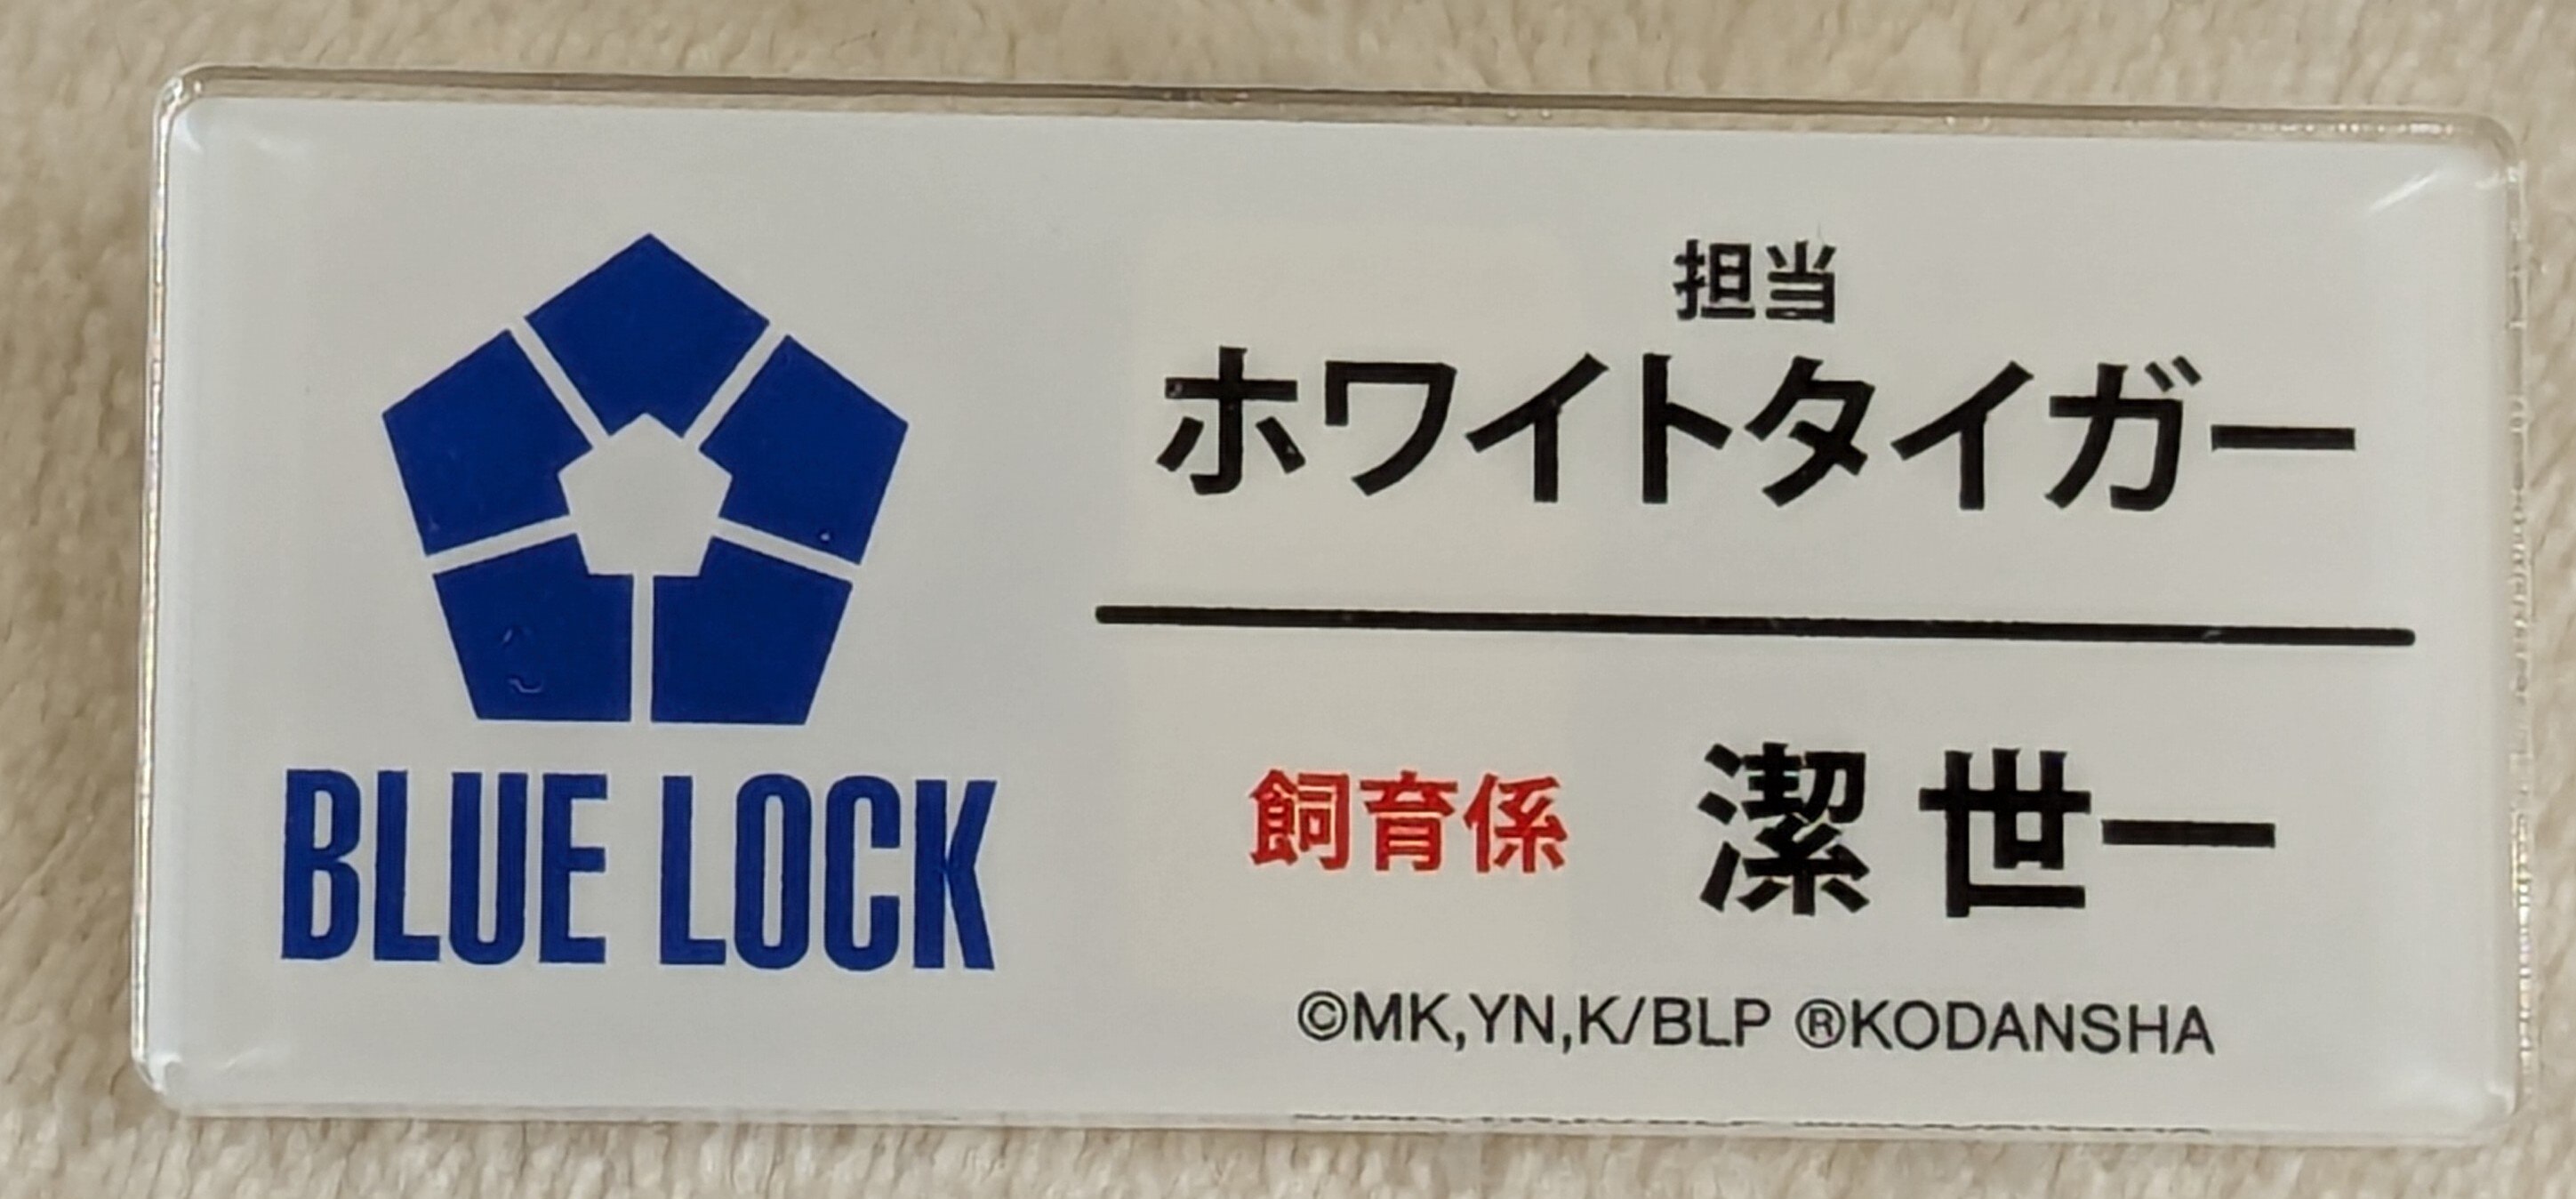 BLUE LOCK
担当
ホワイトタイガー
飼育係 潔 世一
©MK,YN,K/BLP ®KODANSHA